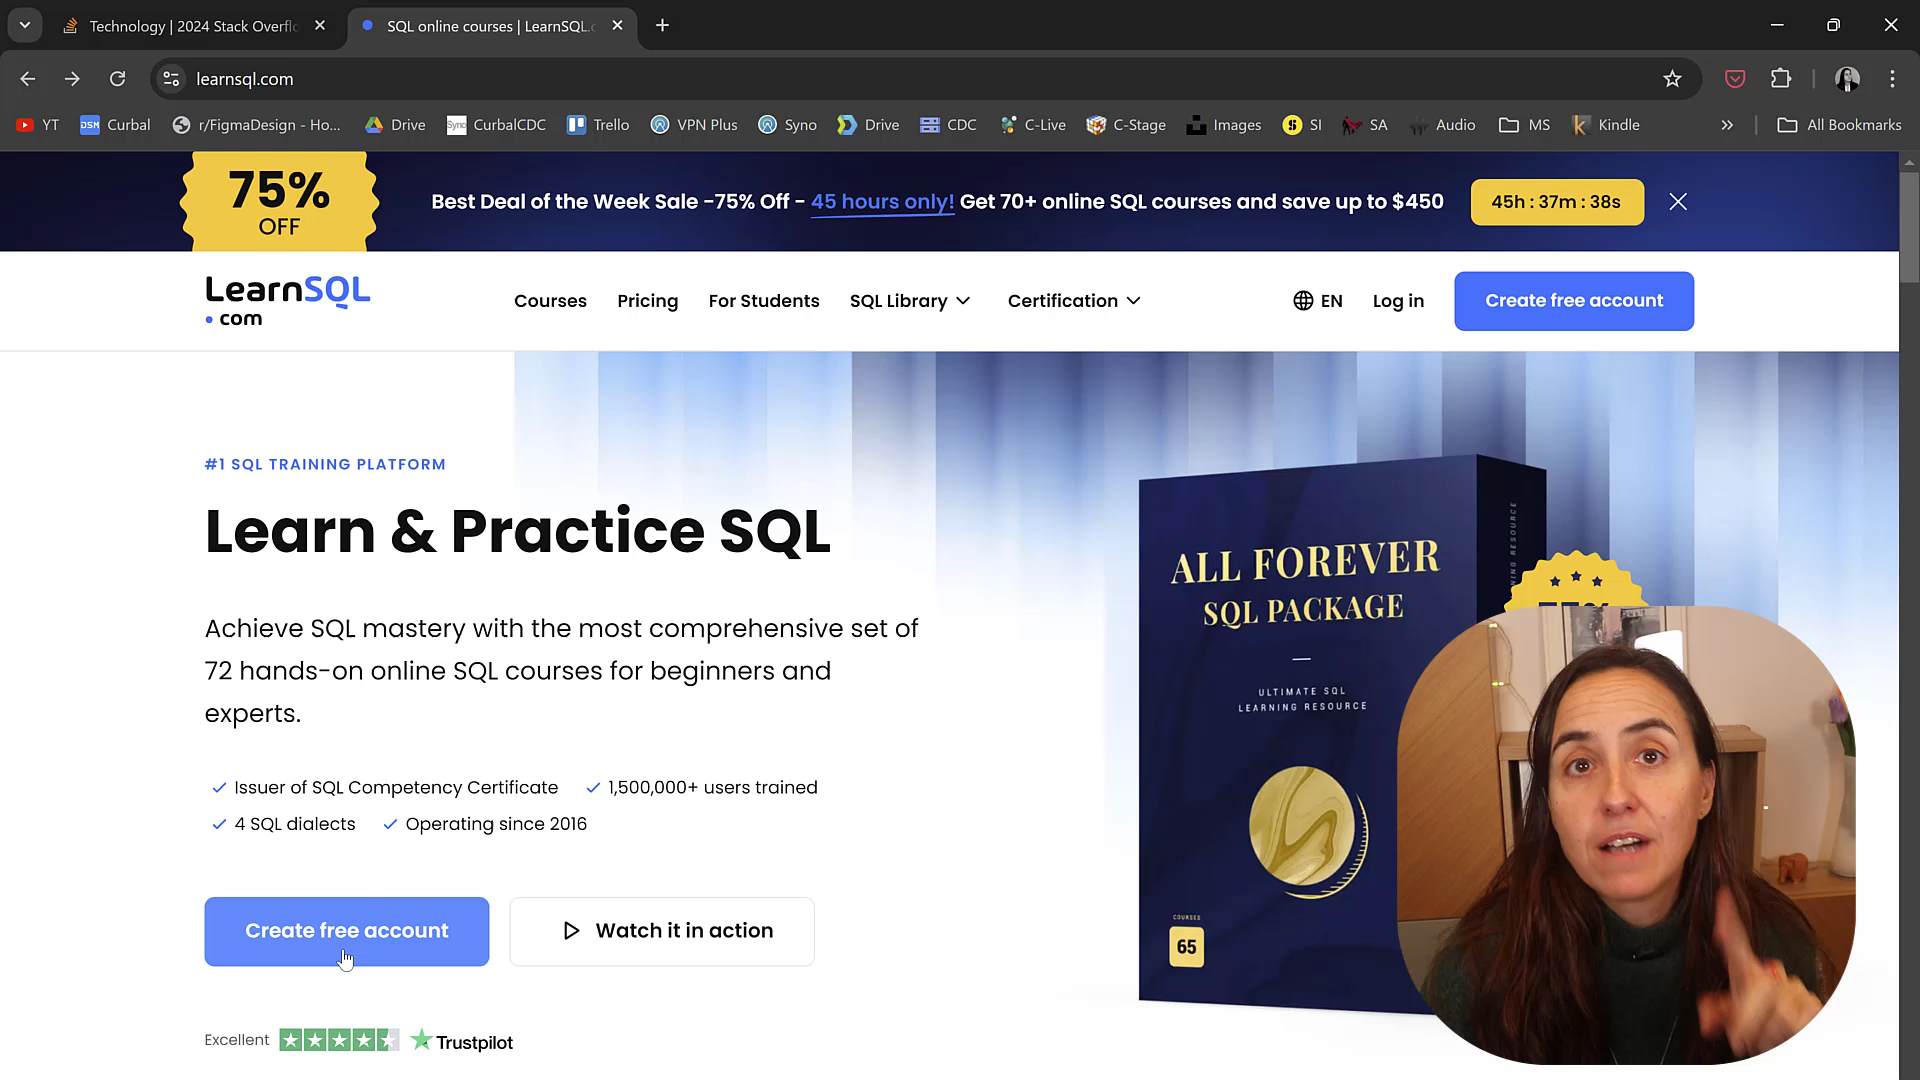 Technology | 2024 Stack Overflo
SQL online courses | LearnSQL.c
learnsql.com
YT
DSM Curbal
r/FigmaDesign - Ho...
Drive
Sync CurbalCDC
Trello
VPN Plus
Syno
Drive
CDC
C-Live
C-Stage
Images
SI
SA
Audio
MS
Kindle
All Bookmarks
75%
OFF
Best Deal of the Week Sale -75% Off - 45 hours only! Get 70+ online SQL courses and save up to $450
45h : 37m : 38s
LearnSQL
• com
Courses
Pricing
For Students
SQL Library
Certification
EN
Log in
Create free account
#1 SQL TRAINING PLATFORM
Learn & Practice SQL
Achieve SQL mastery with the most comprehensive set of
72 hands-on online SQL courses for beginners and
experts.
Issuer of SQL Competency Certificate
1,500,000+ users trained
4 SQL dialects
Operating since 2016
Create free account
Watch it in action
Excellent
Trustpilot
ALL FOREVER
SQL PACKAGE
ULTIMATE SQL
LEARNING RESOURCE
COURSES
65